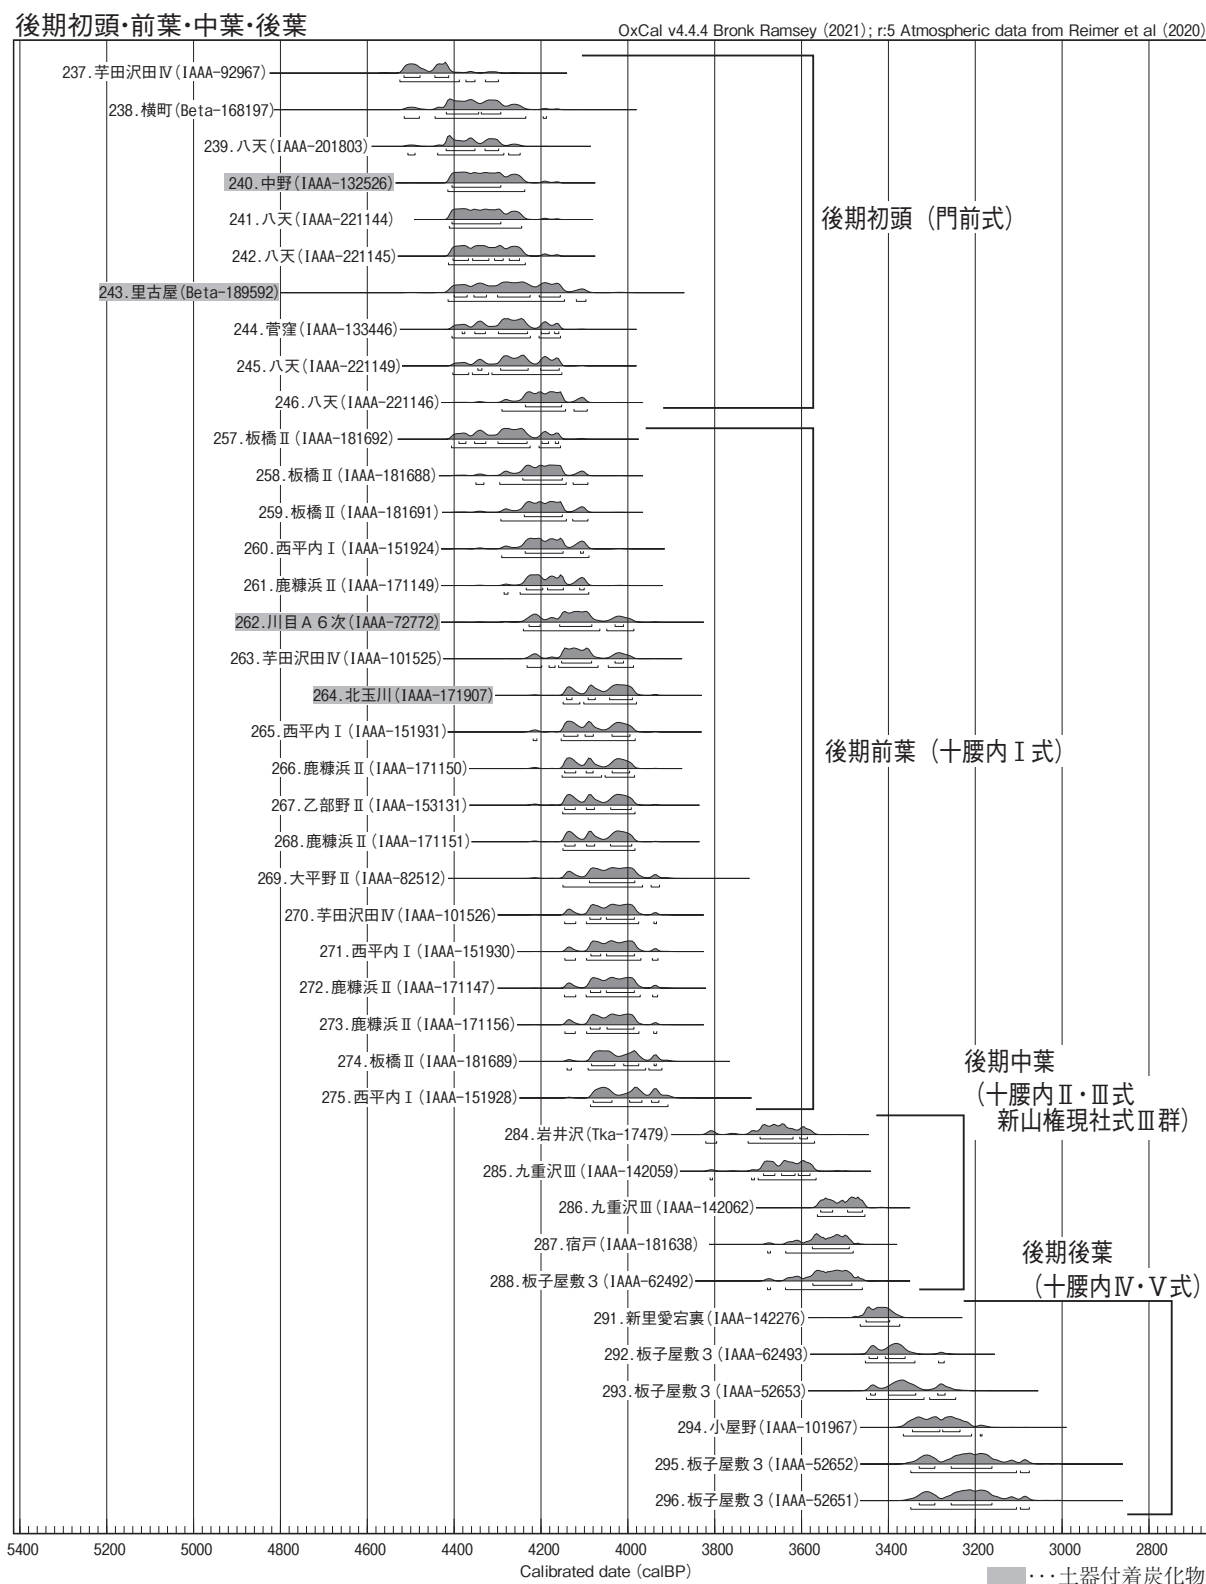 後期初頭・前葉・中葉・後葉
OxCal v4.4.4 Bronk Ramsey (2021); r:5 Atmospheric data from Reimer et al (2020)
237.芋田沢田Ⅳ(IAAA-92967)
238.横町(Beta-168197)
239.八天(IAAA-201803)
240.中野(IAAA-132526)
241.八天(IAAA-221144)
242.八天(IAAA-221145)
243.里古屋(Beta-189592)
244.菅窪(IAAA-133446)
245.八天(IAAA-221149)
246.八天(IAAA-221146)
後期初頭（門前式）
257.板橋Ⅱ(IAAA-181692)
258.板橋Ⅱ(IAAA-181688)
259.板橋Ⅱ(IAAA-181691)
260.西平内Ⅰ(IAAA-151924)
261.鹿糠浜Ⅱ(IAAA-171149)
262.川目Ａ６次(IAAA-72772)
263.芋田沢田Ⅳ(IAAA-101525)
264.北玉川(IAAA-171907)
265.西平内Ⅰ(IAAA-151931)
266.鹿糠浜Ⅱ(IAAA-171150)
267.乙部野Ⅱ(IAAA-153131)
268.鹿糠浜Ⅱ(IAAA-171151)
269.大平野Ⅱ(IAAA-82512)
270.芋田沢田Ⅳ(IAAA-101526)
271.西平内Ⅰ(IAAA-151930)
272.鹿糠浜Ⅱ(IAAA-171147)
273.鹿糠浜Ⅱ(IAAA-171156)
274.板橋Ⅱ(IAAA-181689)
275.西平内Ⅰ(IAAA-151928)
後期前葉（十腰内Ⅰ式）
284.岩井沢(Tka-17479)
285.九重沢Ⅲ(IAAA-142059)
286.九重沢Ⅲ(IAAA-142062)
287.宿戸(IAAA-181638)
288.板子屋敷３(IAAA-62492)
後期中葉
（十腰内Ⅱ・Ⅲ式
新山権現社式Ⅲ群）
291.新里愛宕裏(IAAA-142276)
292.板子屋敷３(IAAA-62493)
293.板子屋敷３(IAAA-52653)
294.小屋野(IAAA-101967)
295.板子屋敷３(IAAA-52652)
296.板子屋敷３(IAAA-52651)
後期後葉
（十腰内Ⅳ・Ⅴ式）
5400 5200 5000 4800 4600 4400 4200 4000 3800 3600 3400 3200 3000 2800
Calibrated date (calBP)
・・・土器付着炭化物